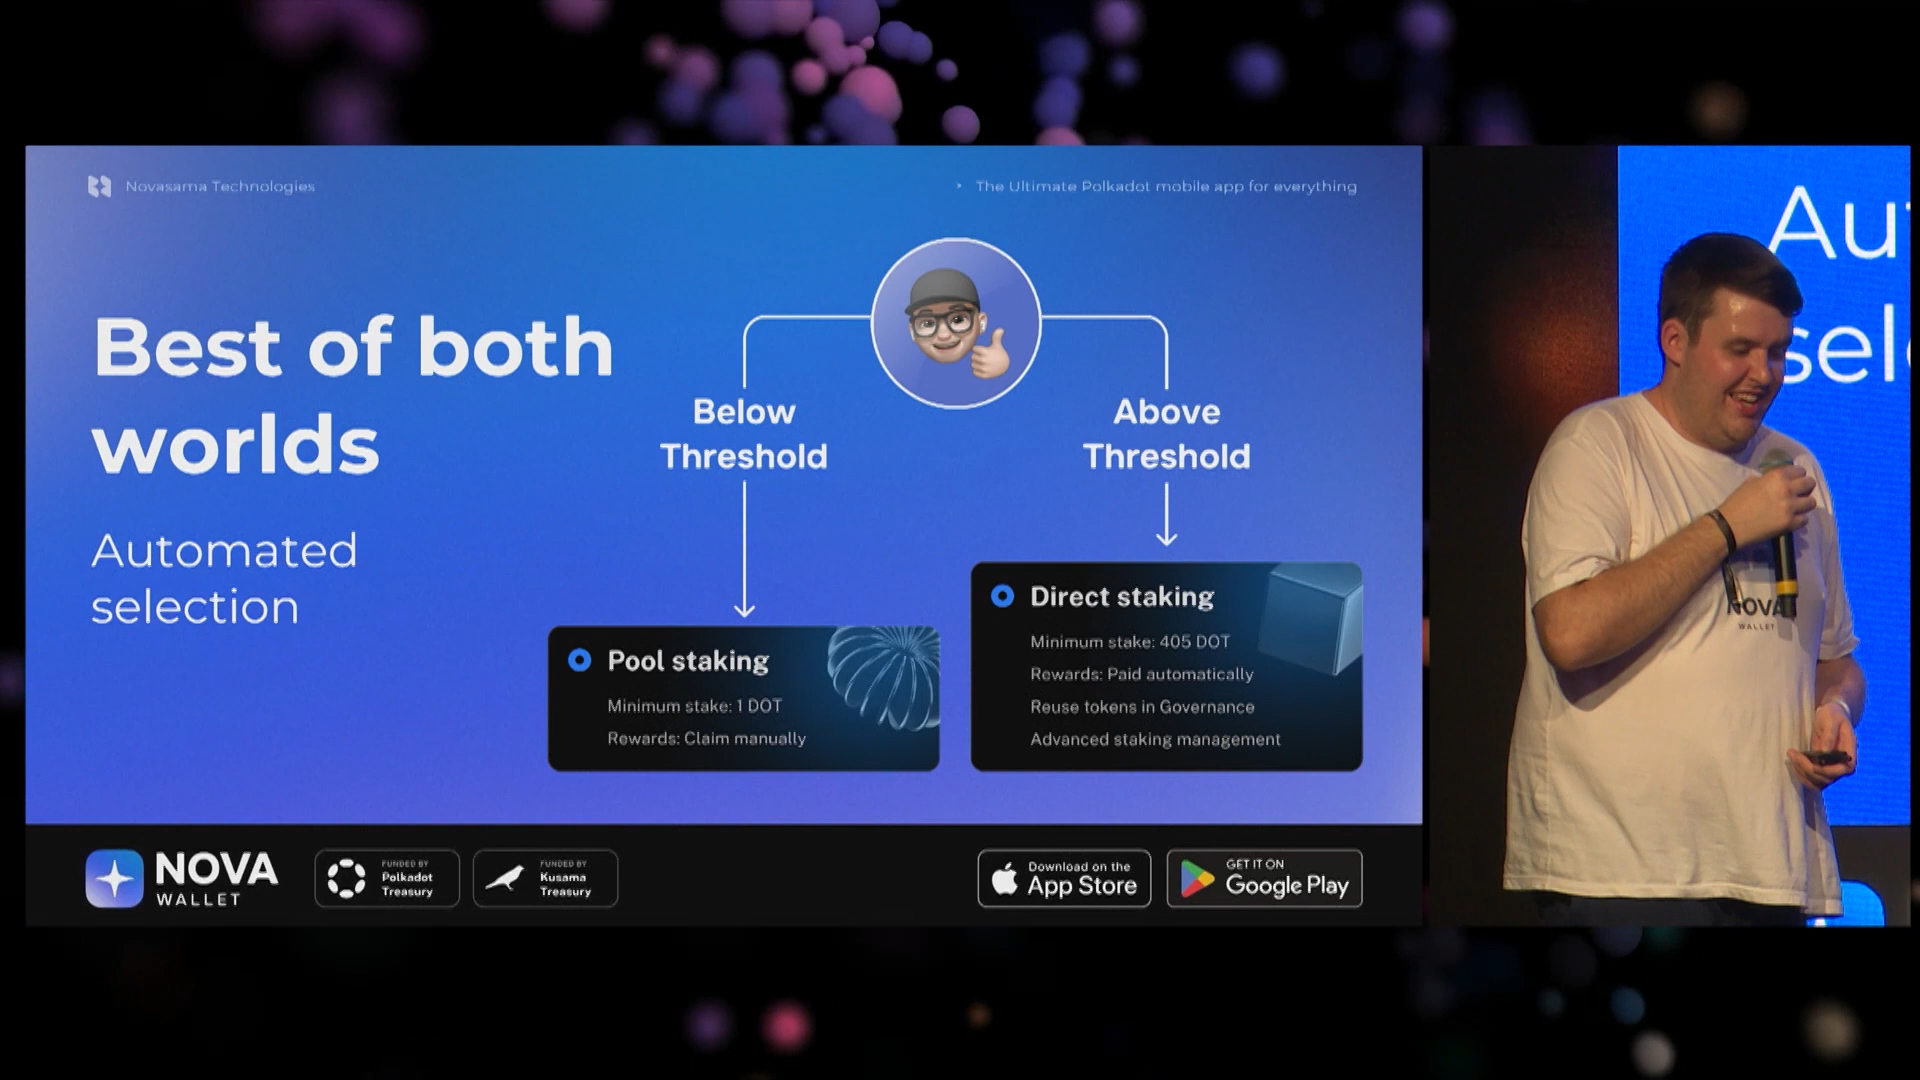 Novasama Technologies
The Ultimate Polkadot mobile app for everything
Best of both
worlds
Automated
selection
Below
Threshold
Above
Threshold
Pool staking
Minimum stake: 1 DOT
Rewards: Claim manually
Direct staking
Minimum stake: 405 DOT
Rewards: Paid automatically
Reuse tokens in Governance
Advanced staking management
NOVA
WALLET
FUNDED BY
Polkadot
Treasury
FUNDED BY
Kusama
Treasury
Download on the
App Store
GET IT ON
Google Play
Au
sel
NOVA
WALLET